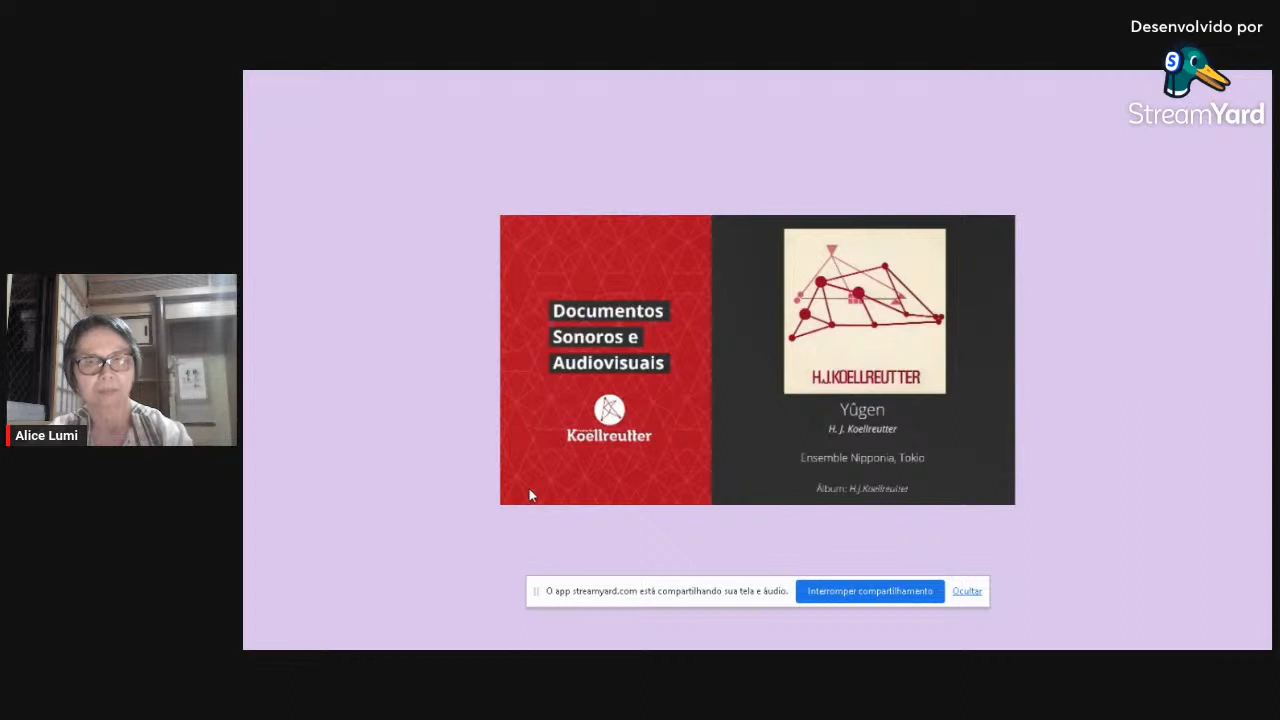 Desenvolvido por
StreamYard
Alice Lumi
Documentos
Sonoros e
Audiovisuais
Koellreutter
H.J.KOELLREUTTER
Yûgen
H. J. Koellreutter
Ensemble Nipponia, Tokio
Álbum: H.J.Koellreutter
O app streamyard.com está compartilhando sua tela e áudio.
Interromper compartilhamento
Ocultar